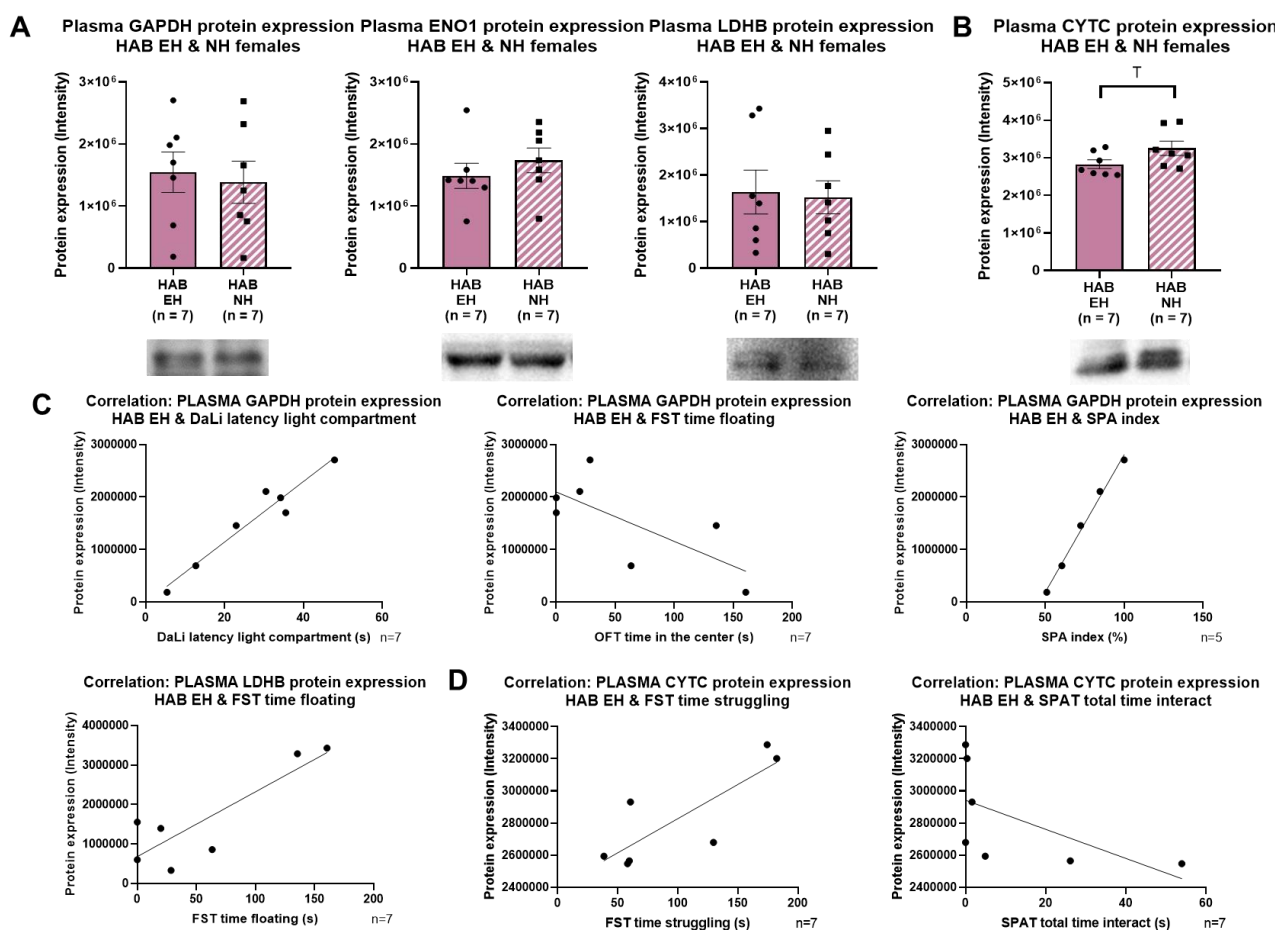 A
Plasma GAPDH protein expression
HAB EH & NH females
Plasma ENO1 protein expression
HAB EH & NH females
Plasma LDHB protein expression
HAB EH & NH females
B
Plasma CYTC protein expression
HAB EH & NH females
Protein expression (Intensity)
3×10⁶
2×10⁶
1×10⁶
0
HAB
EH
(n = 7)
HAB
NH
(n = 7)
Protein expression (Intensity)
3×10⁶
2×10⁶
1×10⁶
0
HAB
EH
(n = 7)
HAB
NH
(n = 7)
Protein expression (Intensity)
4×10⁶
3×10⁶
2×10⁶
1×10⁶
0
HAB
EH
(n = 7)
HAB
NH
(n = 7)
Protein expression (Intensity)
5×10⁶
4×10⁶
3×10⁶
2×10⁶
1×10⁶
0
T
HAB
EH
(n = 7)
HAB
NH
(n = 7)
C
Correlation: PLASMA GAPDH protein expression
HAB EH & DaLi latency light compartment
Protein expression (Intensity)
3000000
2000000
1000000
0
0
20
40
60
DaLi latency light compartment (s)
n=7
Correlation: PLASMA GAPDH protein expression
HAB EH & FST time floating
Protein expression (Intensity)
3000000
2000000
1000000
0
0
50
100
150
200
OFT time in the center (s)
n=7
Correlation: PLASMA GAPDH protein expression
HAB EH & SPA index
Protein expression (Intensity)
3000000
2000000
1000000
0
0
50
100
150
SPA index (%)
n=5
Correlation: PLASMA LDHB protein expression
HAB EH & FST time floating
Protein expression (Intensity)
4000000
3000000
2000000
1000000
0
0
50
100
150
200
FST time floating (s)
n=7
D
Correlation: PLASMA CYTC protein expression
HAB EH & FST time struggling
Protein expression (Intensity)
3400000
3200000
3000000
2800000
2600000
2400000
0
50
100
150
200
FST time struggling (s)
n=7
Correlation: PLASMA CYTC protein expression
HAB EH & SPAT total time interact
Protein expression (Intensity)
3400000
3200000
3000000
2800000
2600000
2400000
0
20
40
60
SPAT total time interact (s)
n=7